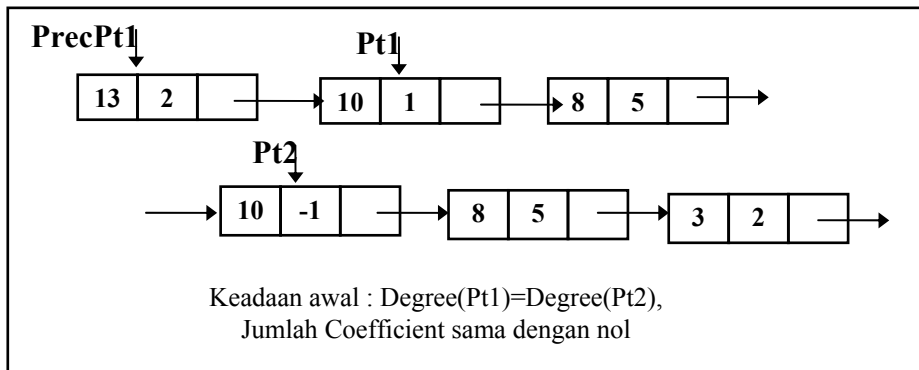 PrecPt1 Pt1
13 2 10 1 8 5
Pt2
10 -1 8 5 3 2
Keadaan awal : Degree(Pt1)=Degree(Pt2),
Jumlah Coefficient sama dengan nol